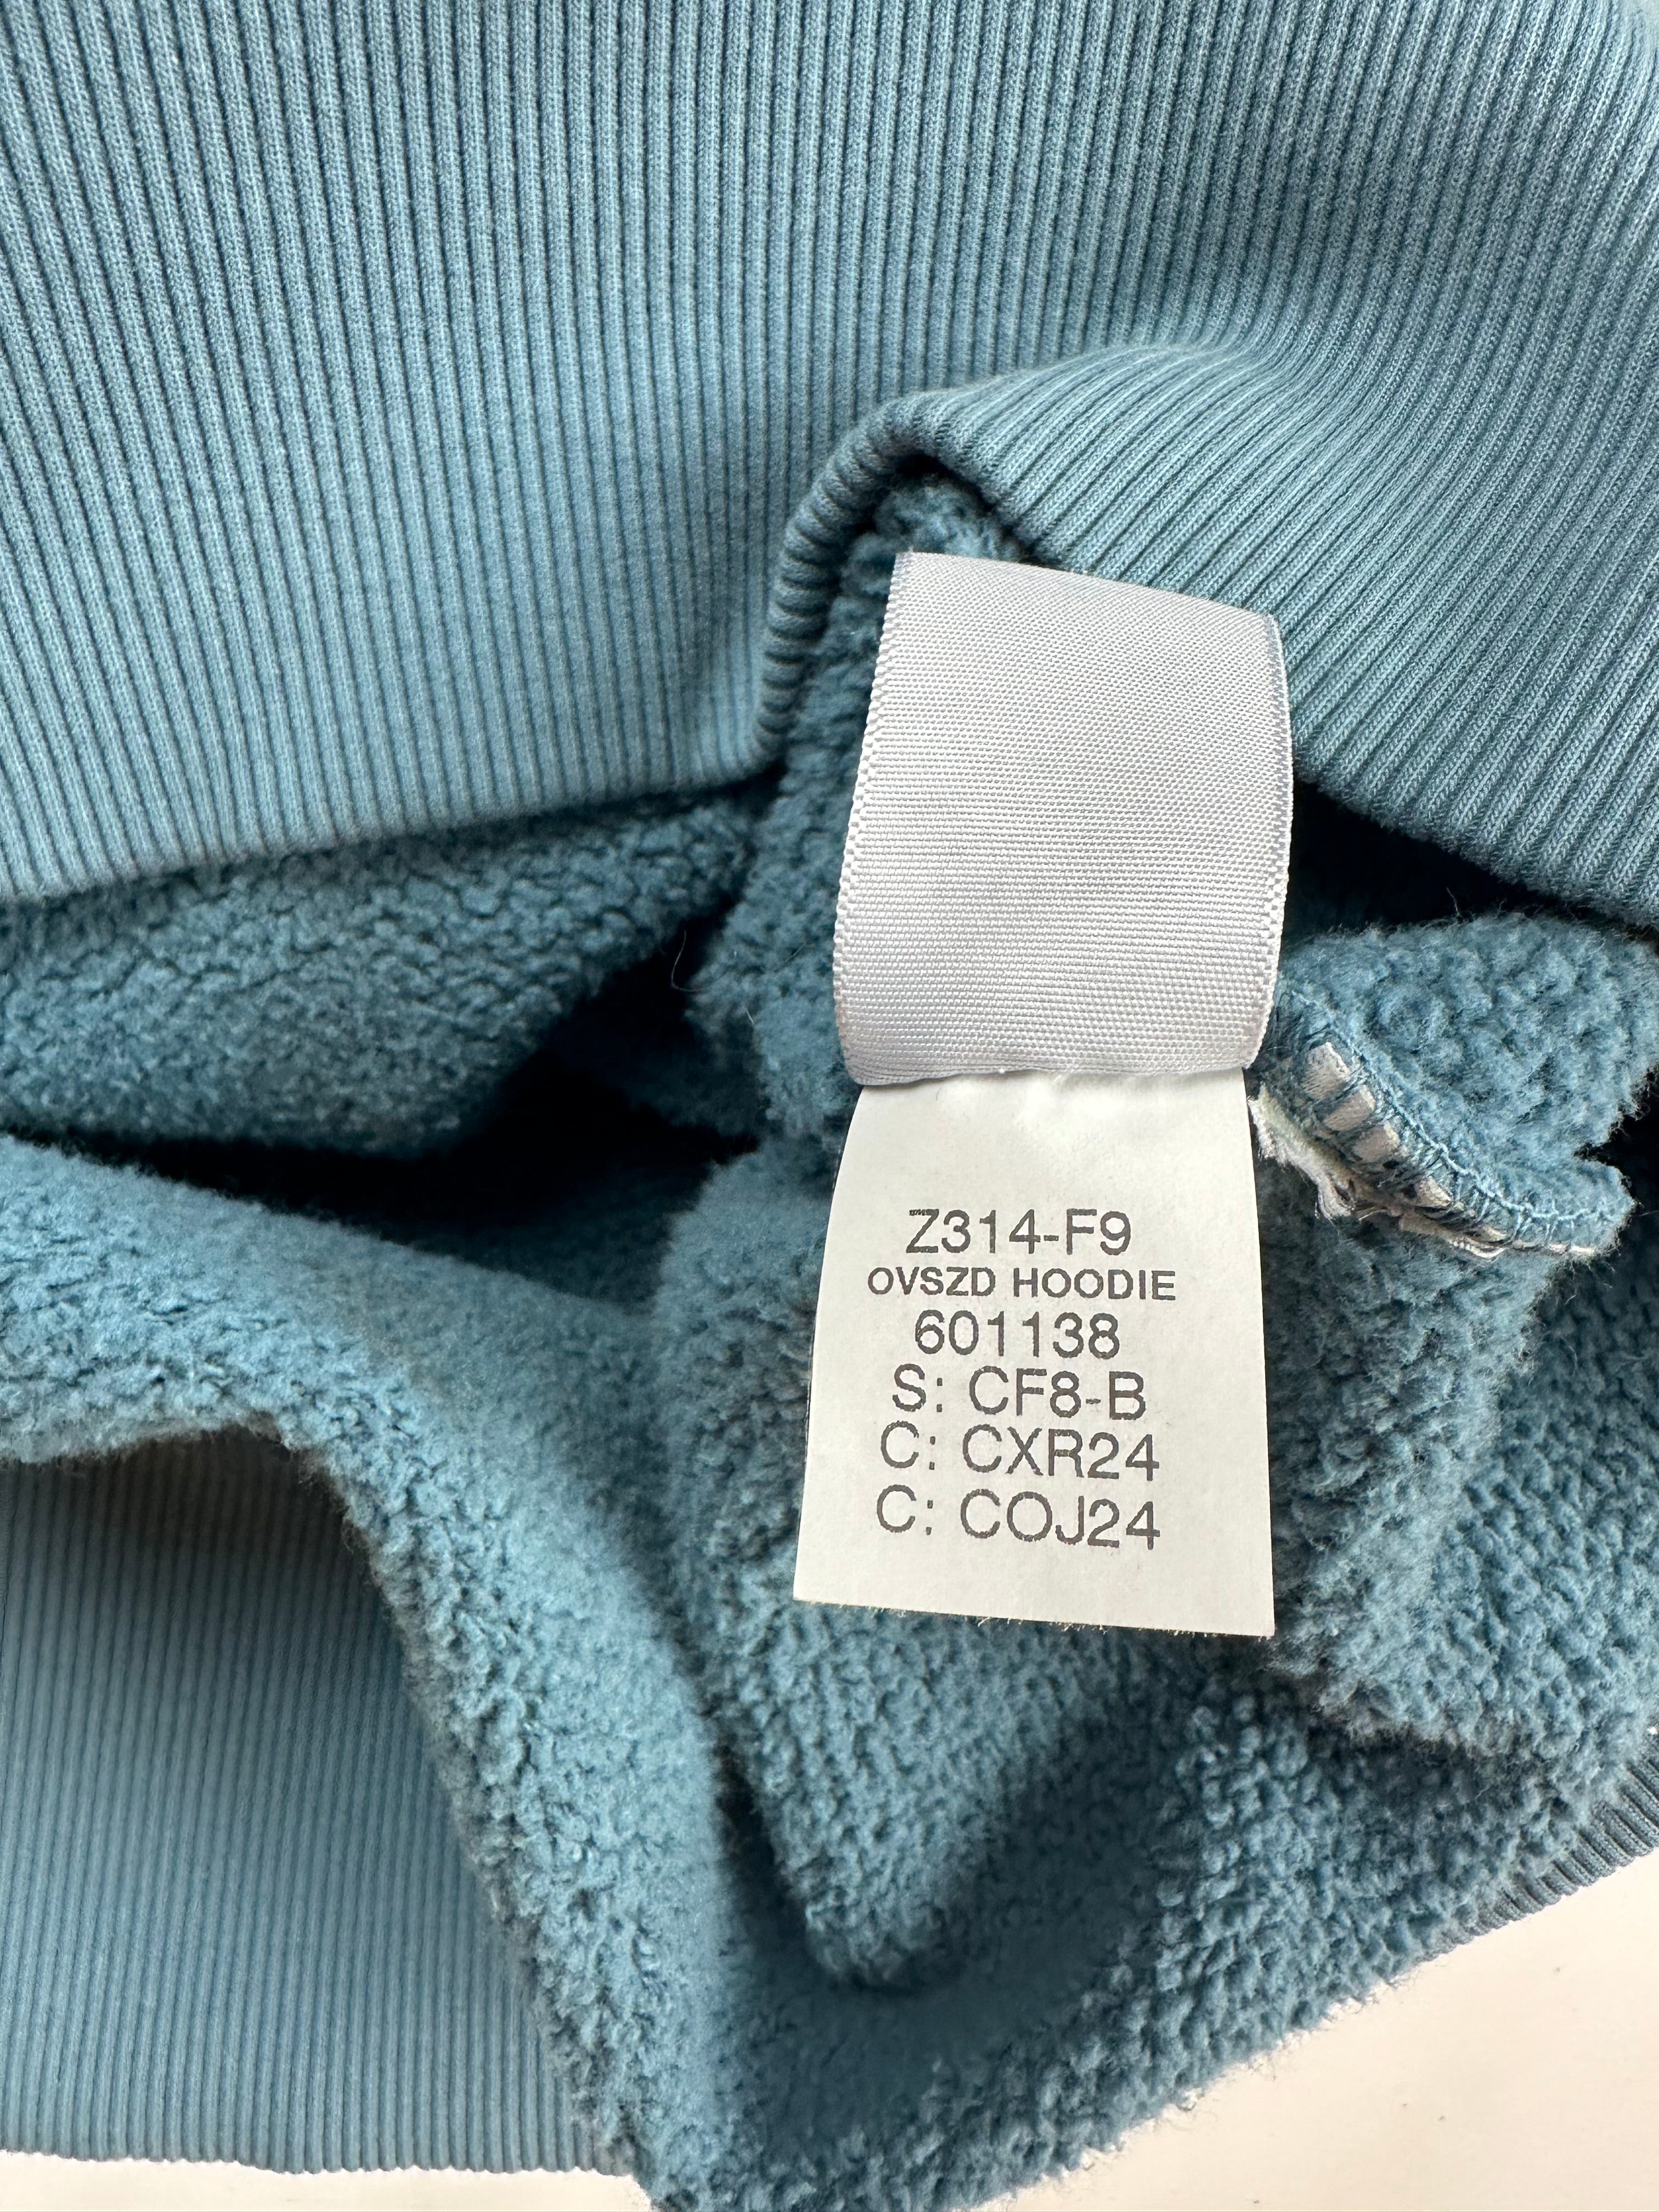 Z314-F9
OVSZD HOODIE
601138
S: CF8-B
C: CXR24
C: COJ24